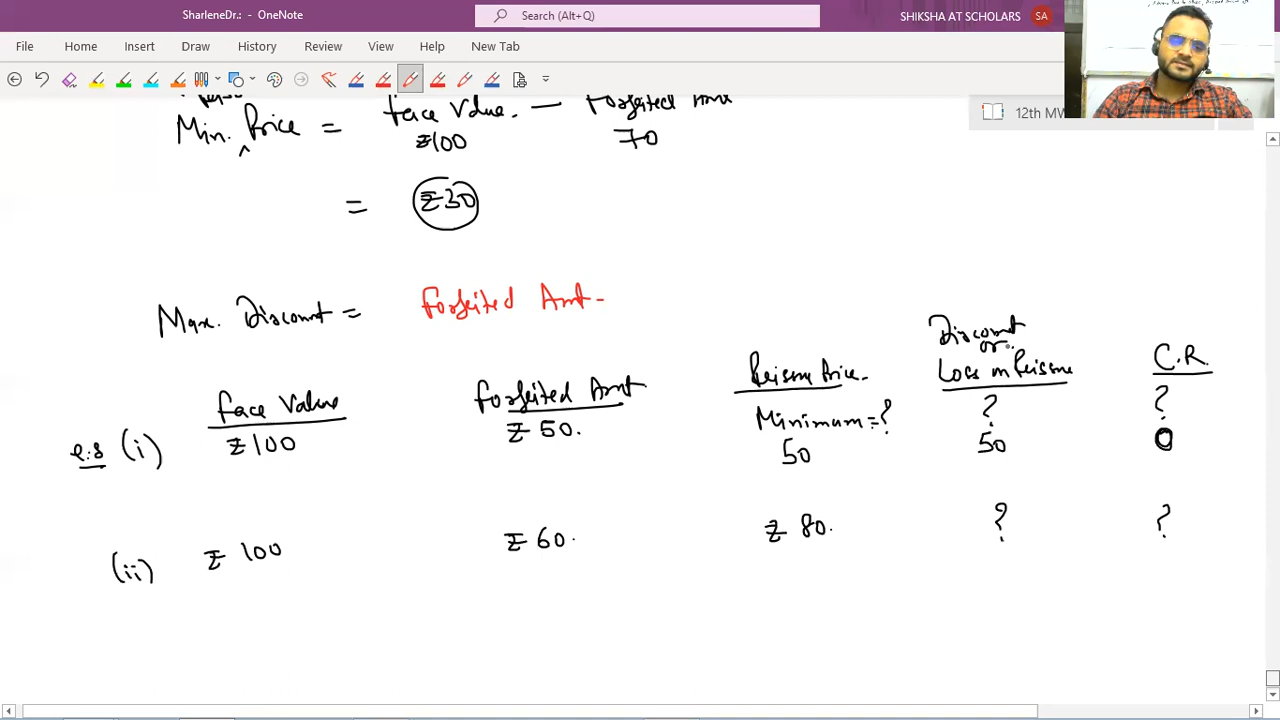 SharleneDr.: - OneNote
Search (Alt+Q)
SHIKSHA AT SCHOLARS
SA
File Home Insert Draw History Review View Help New Tab
12th MW
Min. Price = Face Value - Forfeited Amt
₹100 70
= ₹30
Max. Discount = Forfeited Amt-
Face Value
Forfeited Amt
Reissue Price.
Discount
or
Loss on Reissue
C.R.
Minimum=? ? ?
e.g (i) ₹100 ₹ 50. 50 50 0
(ii) ₹ 100 ₹ 60. ₹ 80. ? ?